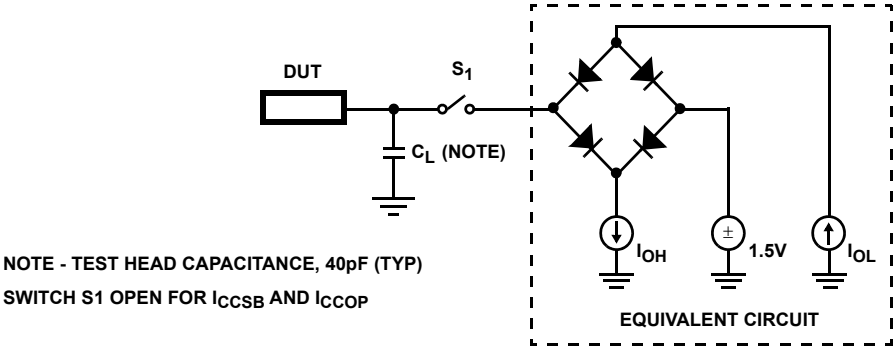 DUT
S1
CL (NOTE)
IOH
±
1.5V
IOL
NOTE - TEST HEAD CAPACITANCE, 40pF (TYP)
SWITCH S1 OPEN FOR ICCSB AND ICCOP
EQUIVALENT CIRCUIT